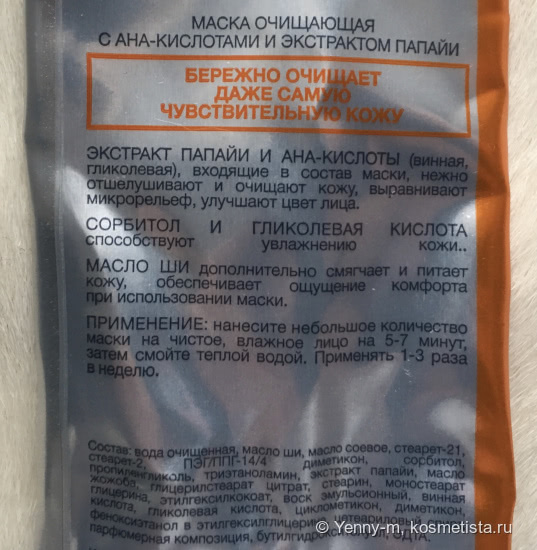 МАСКА ОЧИЩАЮЩАЯ
С АНА-КИСЛОТАМИ И ЭКСТРАКТОМ ПАПАЙИ
БЕРЕЖНО ОЧИЩАЕТ
ДАЖЕ САМУЮ
ЧУВСТВИТЕЛЬНУЮ КОЖУ
ЭКСТРАКТ ПАПАЙИ И АНА-КИСЛОТЫ (винная,
гликолевая), входящие в состав маски, нежно
отшелушивают и очищают кожу, выравнивают
микрорельеф, улучшают цвет лица.
СОРБИТОЛ И ГЛИКОЛЕВАЯ КИСЛОТА
способствуют увлажнению кожи..
МАСЛО ШИ дополнительно смягчает и питает
кожу, обеспечивает ощущение комфорта
при использовании маски.
ПРИМЕНЕНИЕ: нанесите небольшое количество
маски на чистое, влажное лицо на 5-7 минут,
затем смойте теплой водой. Применять 1-3 раза
в неделю.
Состав: вода очищенная, масло ши, масло соевое, стеарет-21,
стеарет-2, ПЭГ/ППГ-14/4 диметикон, сорбитол,
пропиленгликоль, триэтаноламин, экстракт папайи, масло
жожоба, глицерилстеарат цитрат, стеарин, моностеарат
глицерина, этилгексилкокоат, воск эмульсионный, винная
кислота, гликолевая кислота, циклометикон, диметикон,
феноксиэтанол в этилгексилглицерине, цетеариловый
парфюмерная композиция, ЭДТА.
© Yenny-m, kosmetista.ru